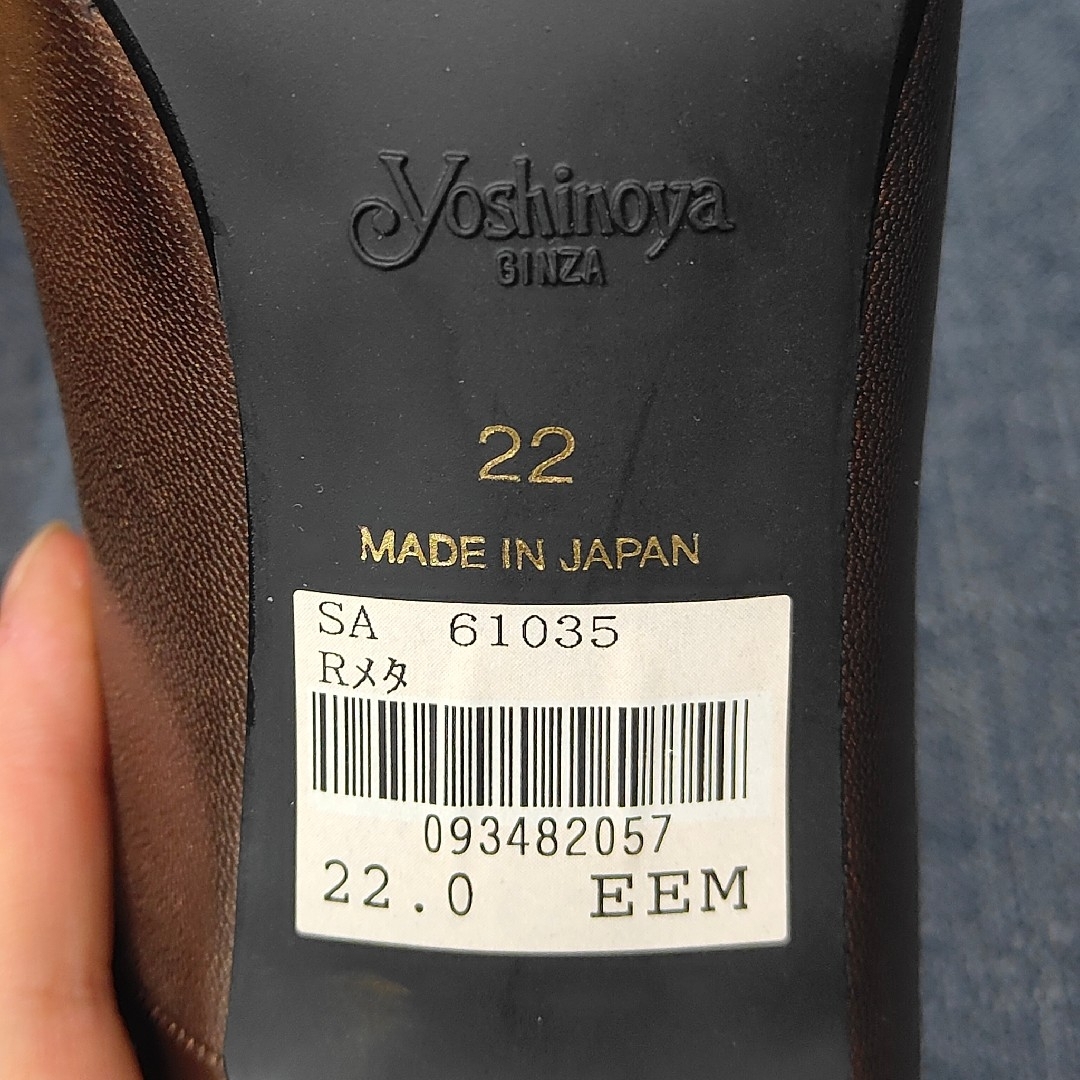 Yoshinoya
GINZA
22
MADE IN JAPAN
SA 61035
Rメタ
093482057
22.0 EEM